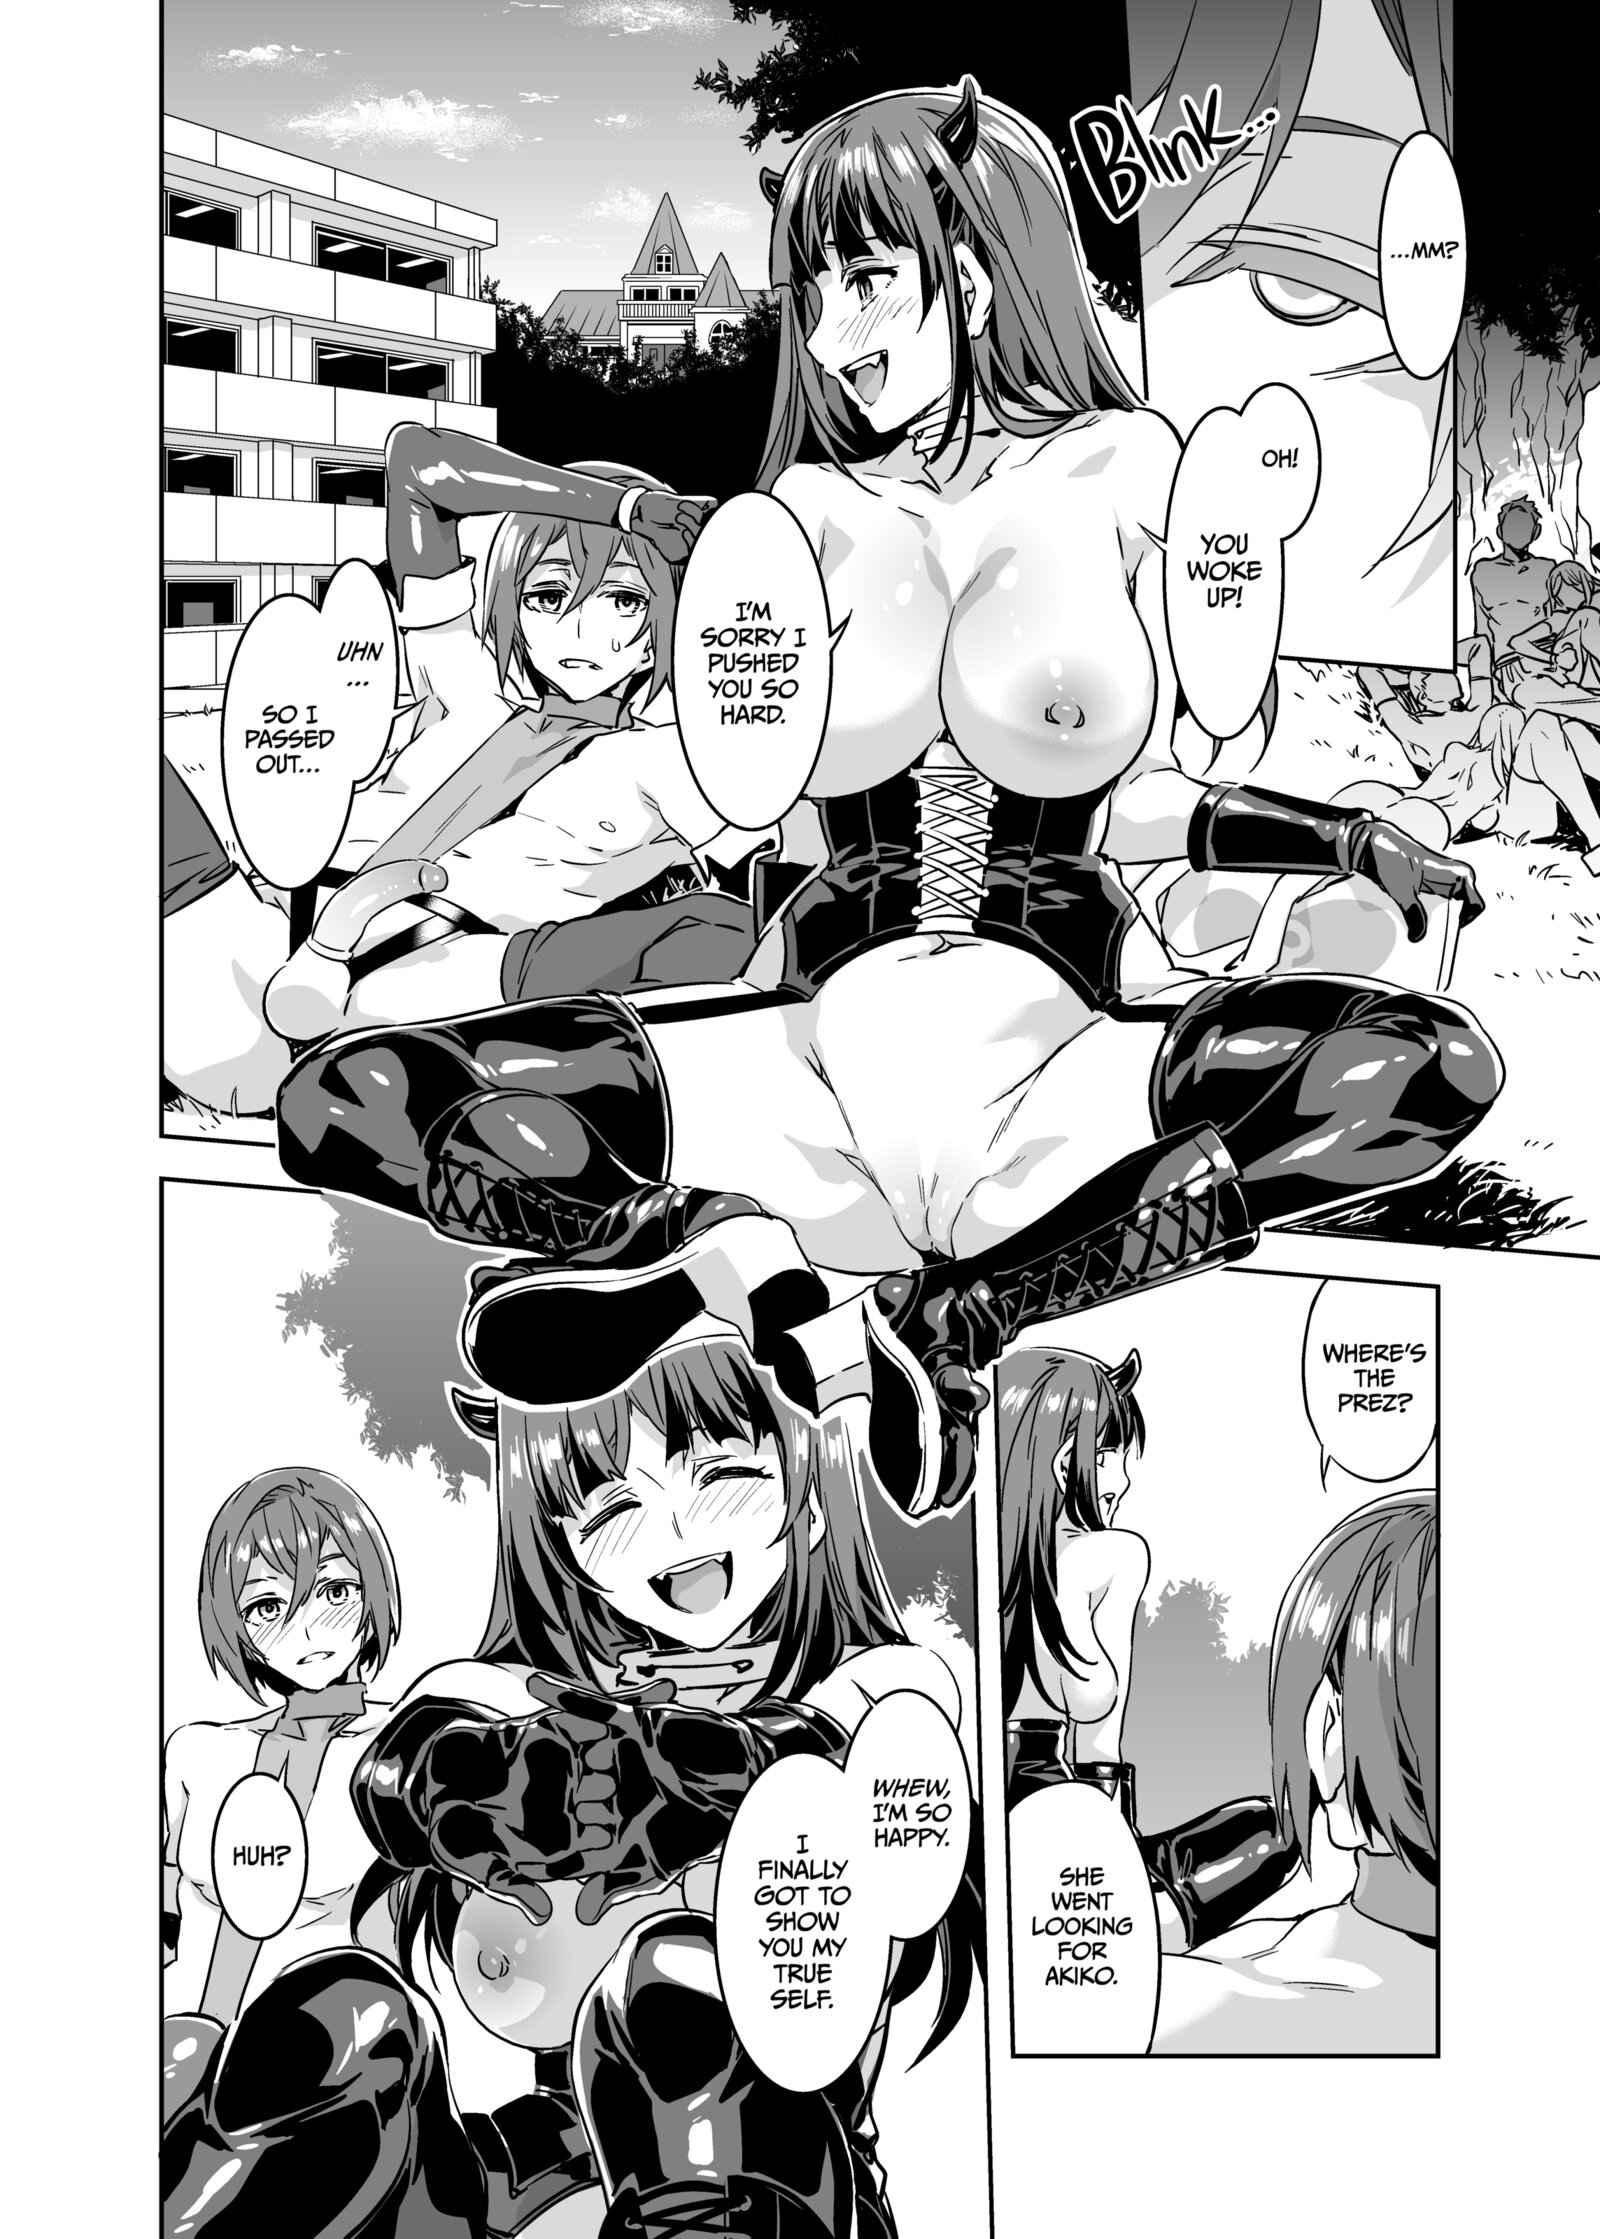 ...MM?
Blink...
OH!
YOU
WOKE
UP!
I'M
SORRY I
PUSHED
YOU SO
HARD.
UHN
...
SO I
PASSED
OUT...
WHERE'S
THE
PREZ?
SHE
WENT
LOOKING
FOR
AKIKO.
WHEW,
I'M SO
HAPPY.
I
FINALLY
GOT TO
SHOW
YOU MY
TRUE
SELF.
HUH?